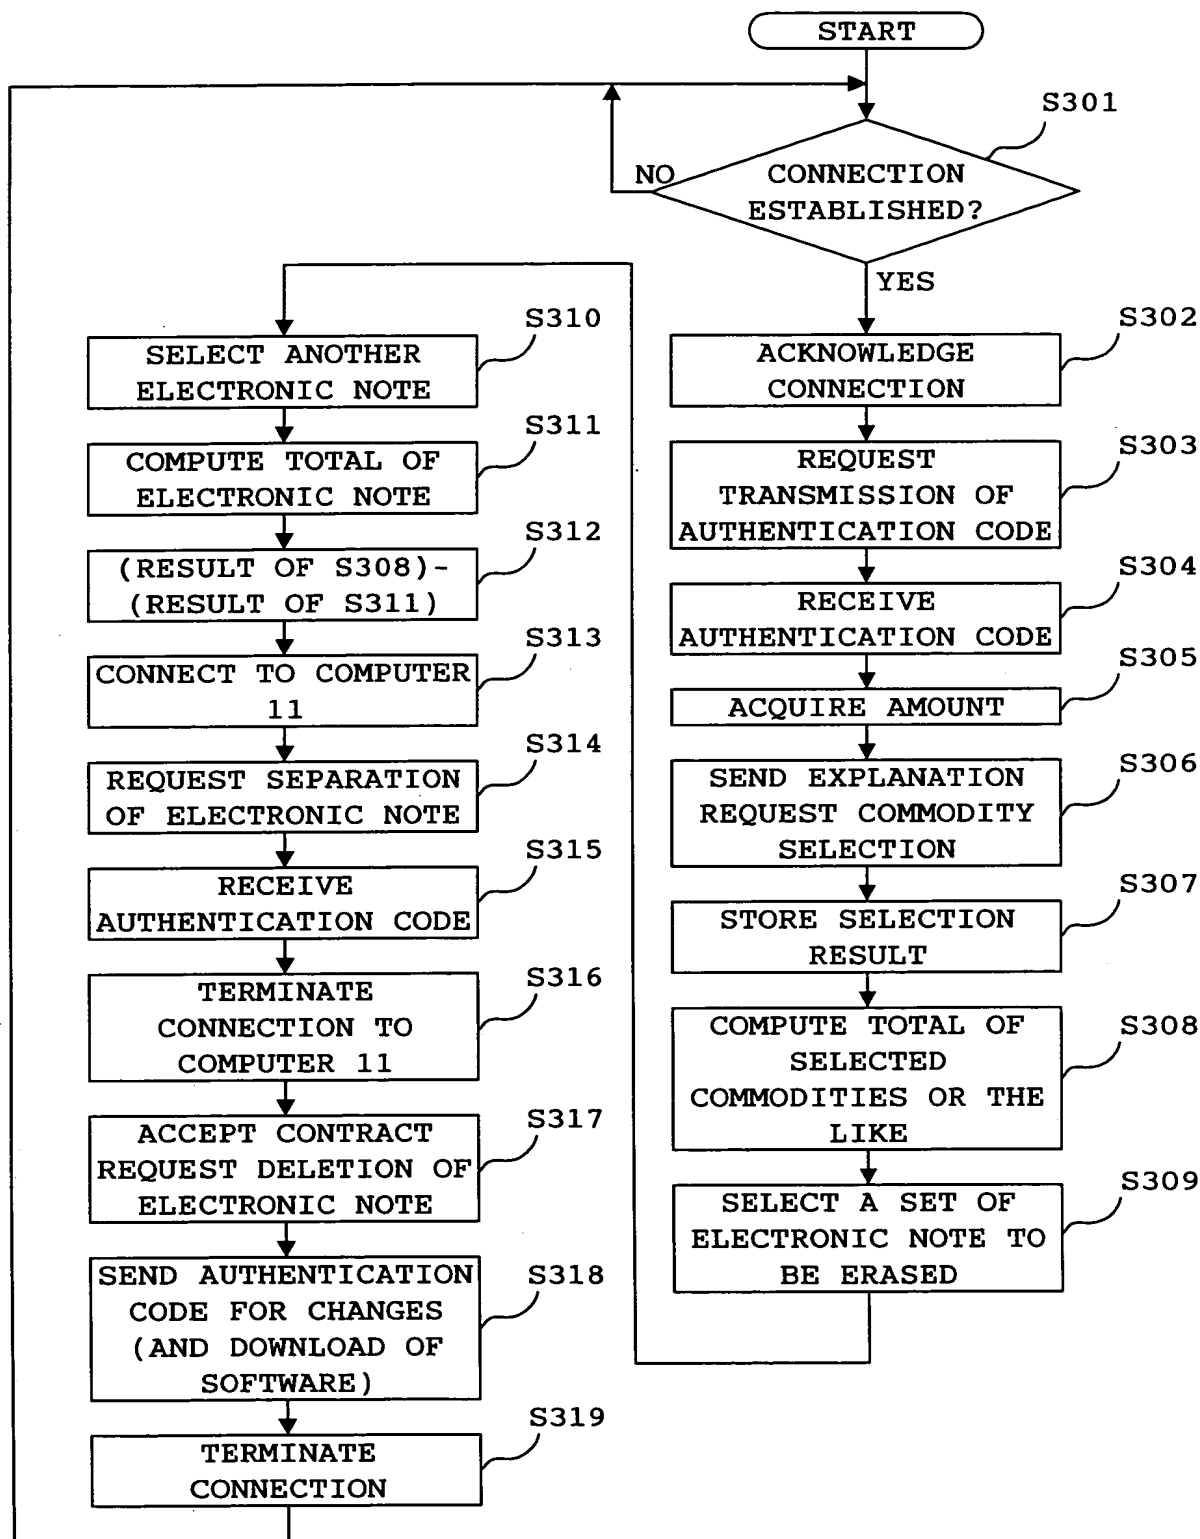 START
S301
NO
CONNECTION
ESTABLISHED?
YES
S302
ACKNOWLEDGE
CONNECTION
S303
REQUEST
TRANSMISSION OF
AUTHENTICATION CODE
S304
RECEIVE
AUTHENTICATION CODE
S305
ACQUIRE AMOUNT
S306
SEND EXPLANATION
REQUEST COMMODITY
SELECTION
S307
STORE SELECTION
RESULT
S308
COMPUTE TOTAL OF
SELECTED
COMMODITIES OR THE
LIKE
S309
SELECT A SET OF
ELECTRONIC NOTE TO
BE ERASED
S310
SELECT ANOTHER
ELECTRONIC NOTE
S311
COMPUTE TOTAL OF
ELECTRONIC NOTE
S312
(RESULT OF S308)-
(RESULT OF S311)
S313
CONNECT TO COMPUTER
11
S314
REQUEST SEPARATION
OF ELECTRONIC NOTE
S315
RECEIVE
AUTHENTICATION CODE
S316
TERMINATE
CONNECTION TO
COMPUTER 11
S317
ACCEPT CONTRACT
REQUEST DELETION OF
ELECTRONIC NOTE
S318
SEND AUTHENTICATION
CODE FOR CHANGES
(AND DOWNLOAD OF
SOFTWARE)
S319
TERMINATE
CONNECTION